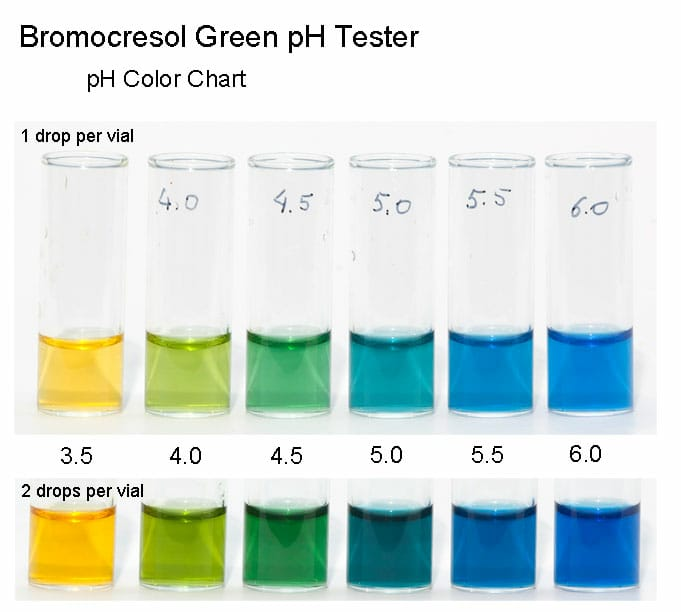 Bromocresol Green pH Tester
pH Color Chart
1 drop per vial
4.0 4.5 5.0 5.5 6.0
3.5 4.0 4.5 5.0 5.5 6.0
2 drops per vial